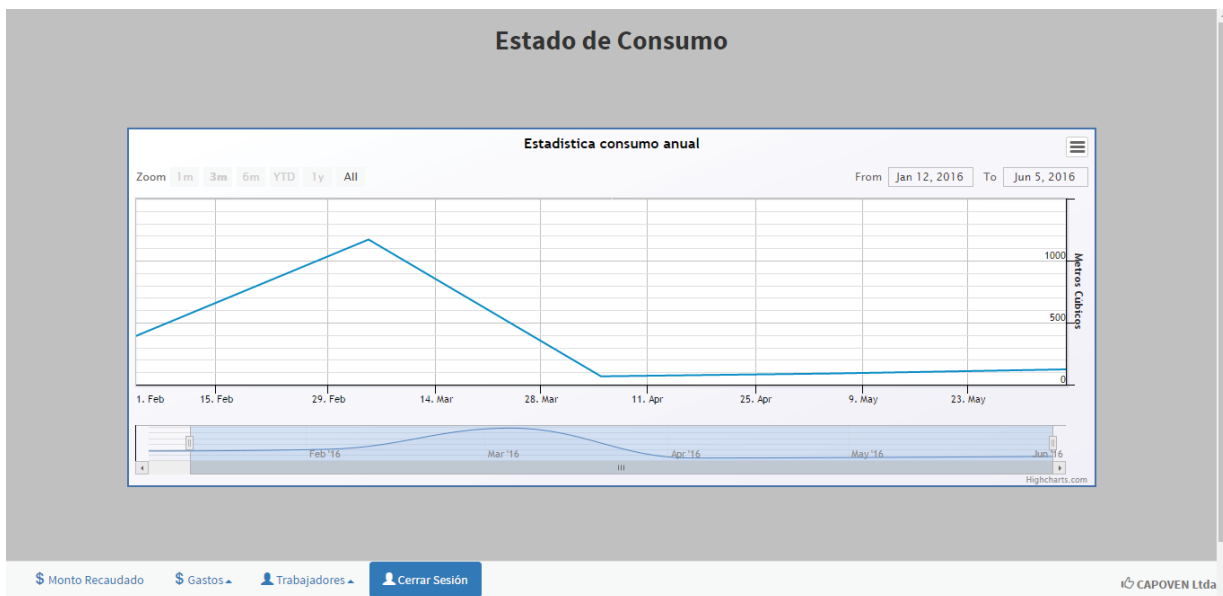 Estado de Consumo
Estadistica consumo anual
Zoom 1m 3m 6m YTD 1y All
From Jan 12, 2016 To Jun 5, 2016
1000
500
0
Metros Cúbicos
1. Feb 15. Feb 29. Feb 14. Mar 28. Mar 11. Apr 25. Apr 9. May 23. May
Feb '16 Mar '16 Apr '16 May '16 Jun '16
Highcharts.com
$ Monto Recaudado $ Gastos Trabajadores Cerrar Sesión
CAPOVEN Ltda